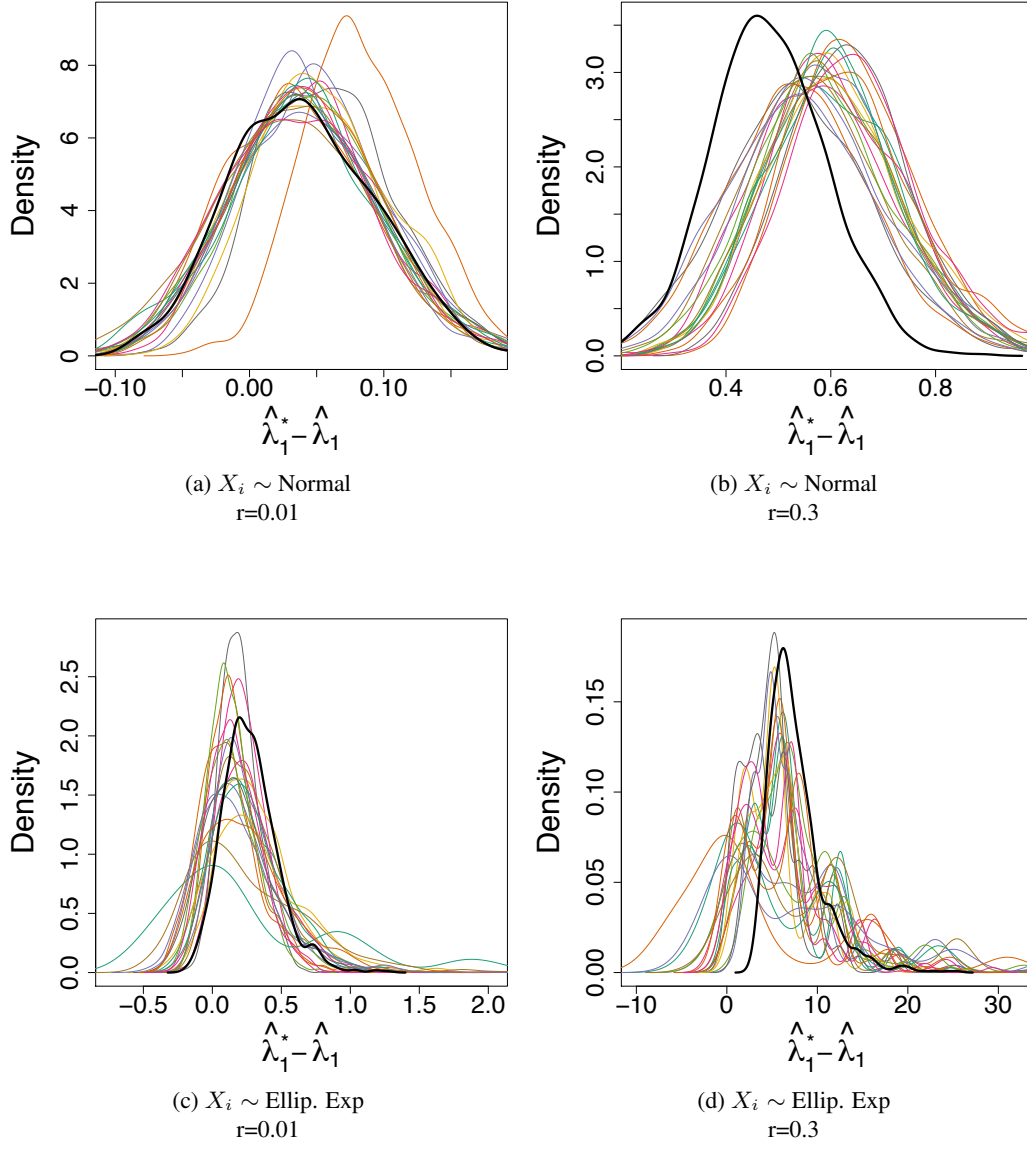 Density
0 2 4 6 8
−0.10 0.00 0.10
λ̂₁* − λ̂₁
(a) Xᵢ ∼ Normal
r=0.01
Density
0.0 1.0 2.0 3.0
0.4 0.6 0.8
λ̂₁* − λ̂₁
(b) Xᵢ ∼ Normal
r=0.3
Density
0.0 0.5 1.0 1.5 2.0 2.5
−0.5 0.0 0.5 1.0 1.5 2.0
λ̂₁* − λ̂₁
(c) Xᵢ ∼ Ellip. Exp
r=0.01
Density
0.00 0.05 0.10 0.15
−10 0 10 20 30
λ̂₁* − λ̂₁
(d) Xᵢ ∼ Ellip. Exp
r=0.3